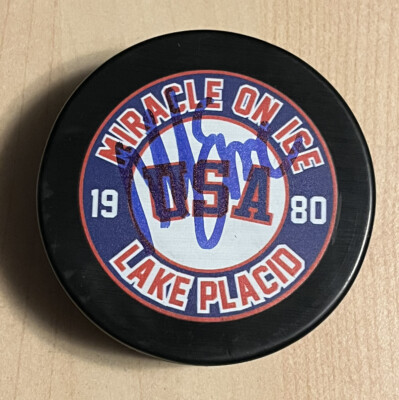 MIRACLE ON ICE
19 USA 80
LAKE PLACID